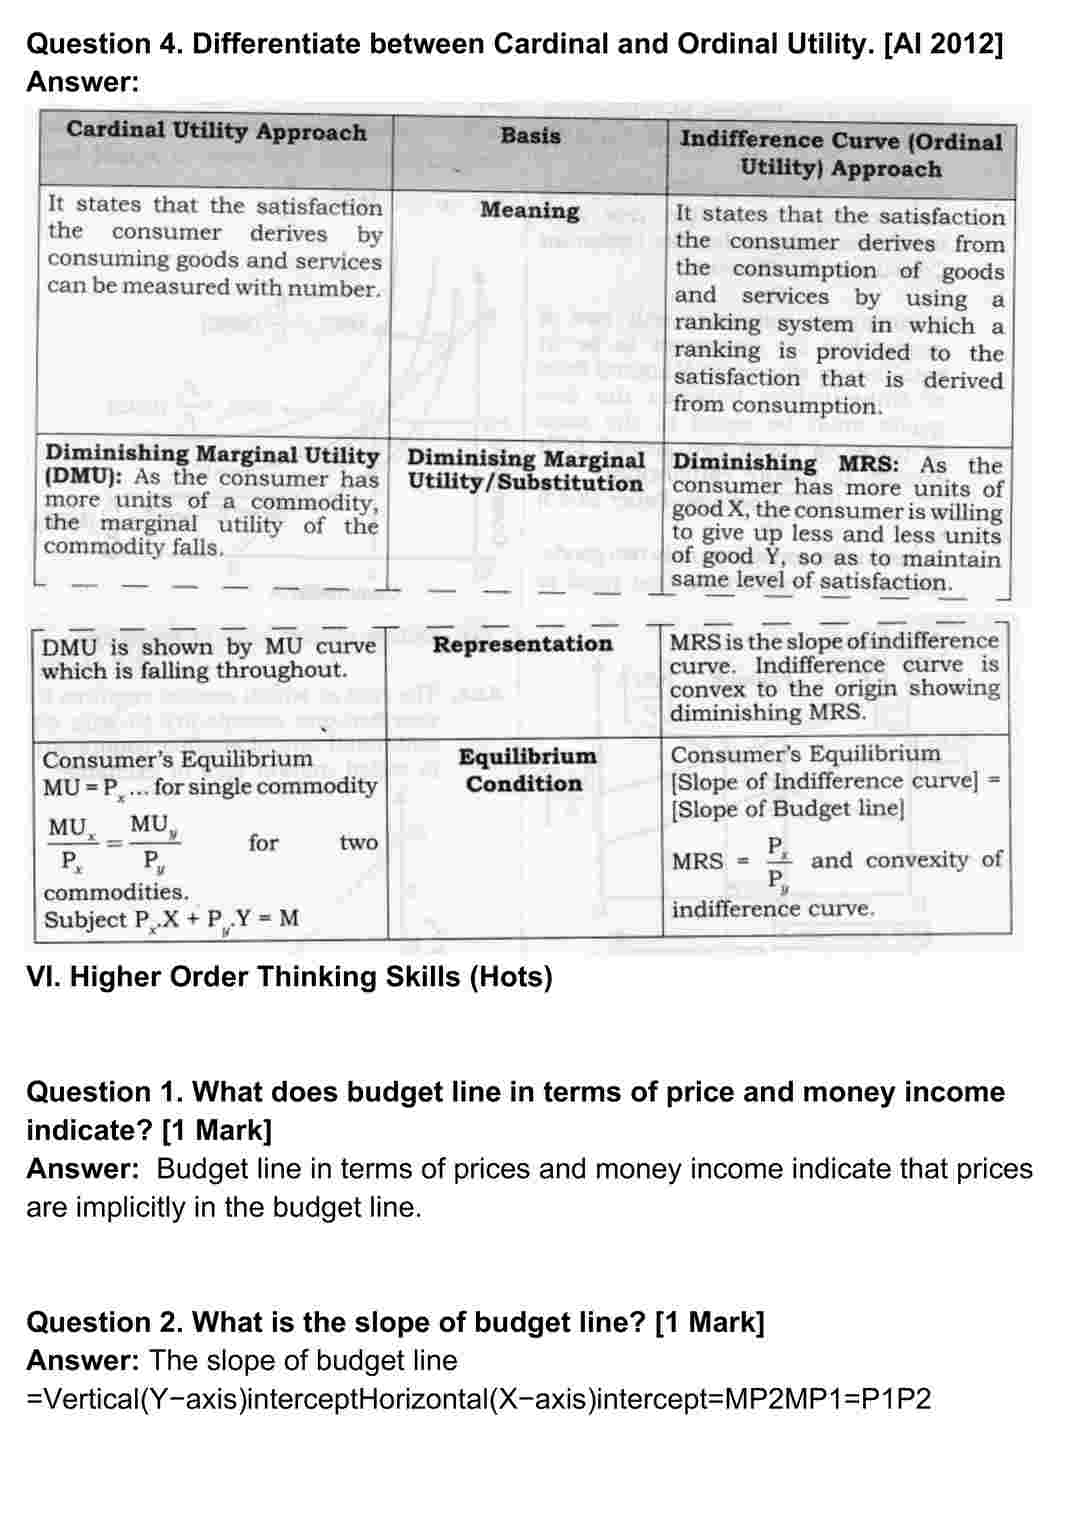 Question 4. Differentiate between Cardinal and Ordinal Utility. [AI 2012]
Answer:
Cardinal Utility Approach
Basis
Indifference Curve (Ordinal
Utility) Approach
It states that the satisfaction
the consumer derives by
consuming goods and services
can be measured with number.
Meaning
It states that the satisfaction
the consumer derives from
the consumption of goods
and services by using a
ranking system in which a
ranking is provided to the
satisfaction that is derived
from consumption.
Diminishing Marginal Utility
(DMU): As the consumer has
more units of a commodity,
the marginal utility of the
commodity falls.
Diminising Marginal
Utility/Substitution
Diminishing MRS: As the
consumer has more units of
good X, the consumer is willing
to give up less and less units
of good Y, so as to maintain
same level of satisfaction.
DMU is shown by MU curve
which is falling throughout.
Representation
MRS is the slope of indifference
curve. Indifference curve is
convex to the origin showing
diminishing MRS.
Consumer's Equilibrium
MU = Px ... for single commodity
MUx/Px = MUy/Py for two
commodities.
Subject Px.X + Py.Y = M
Equilibrium
Condition
Consumer's Equilibrium
[Slope of Indifference curve] =
[Slope of Budget line]
MRS = Px/Py and convexity of
indifference curve.
VI. Higher Order Thinking Skills (Hots)
Question 1. What does budget line in terms of price and money income
indicate? [1 Mark]
Answer: Budget line in terms of prices and money income indicate that prices
are implicitly in the budget line.
Question 2. What is the slope of budget line? [1 Mark]
Answer: The slope of budget line
=Vertical(Y−axis)interceptHorizontal(X−axis)intercept=MP2MP1=P1P2